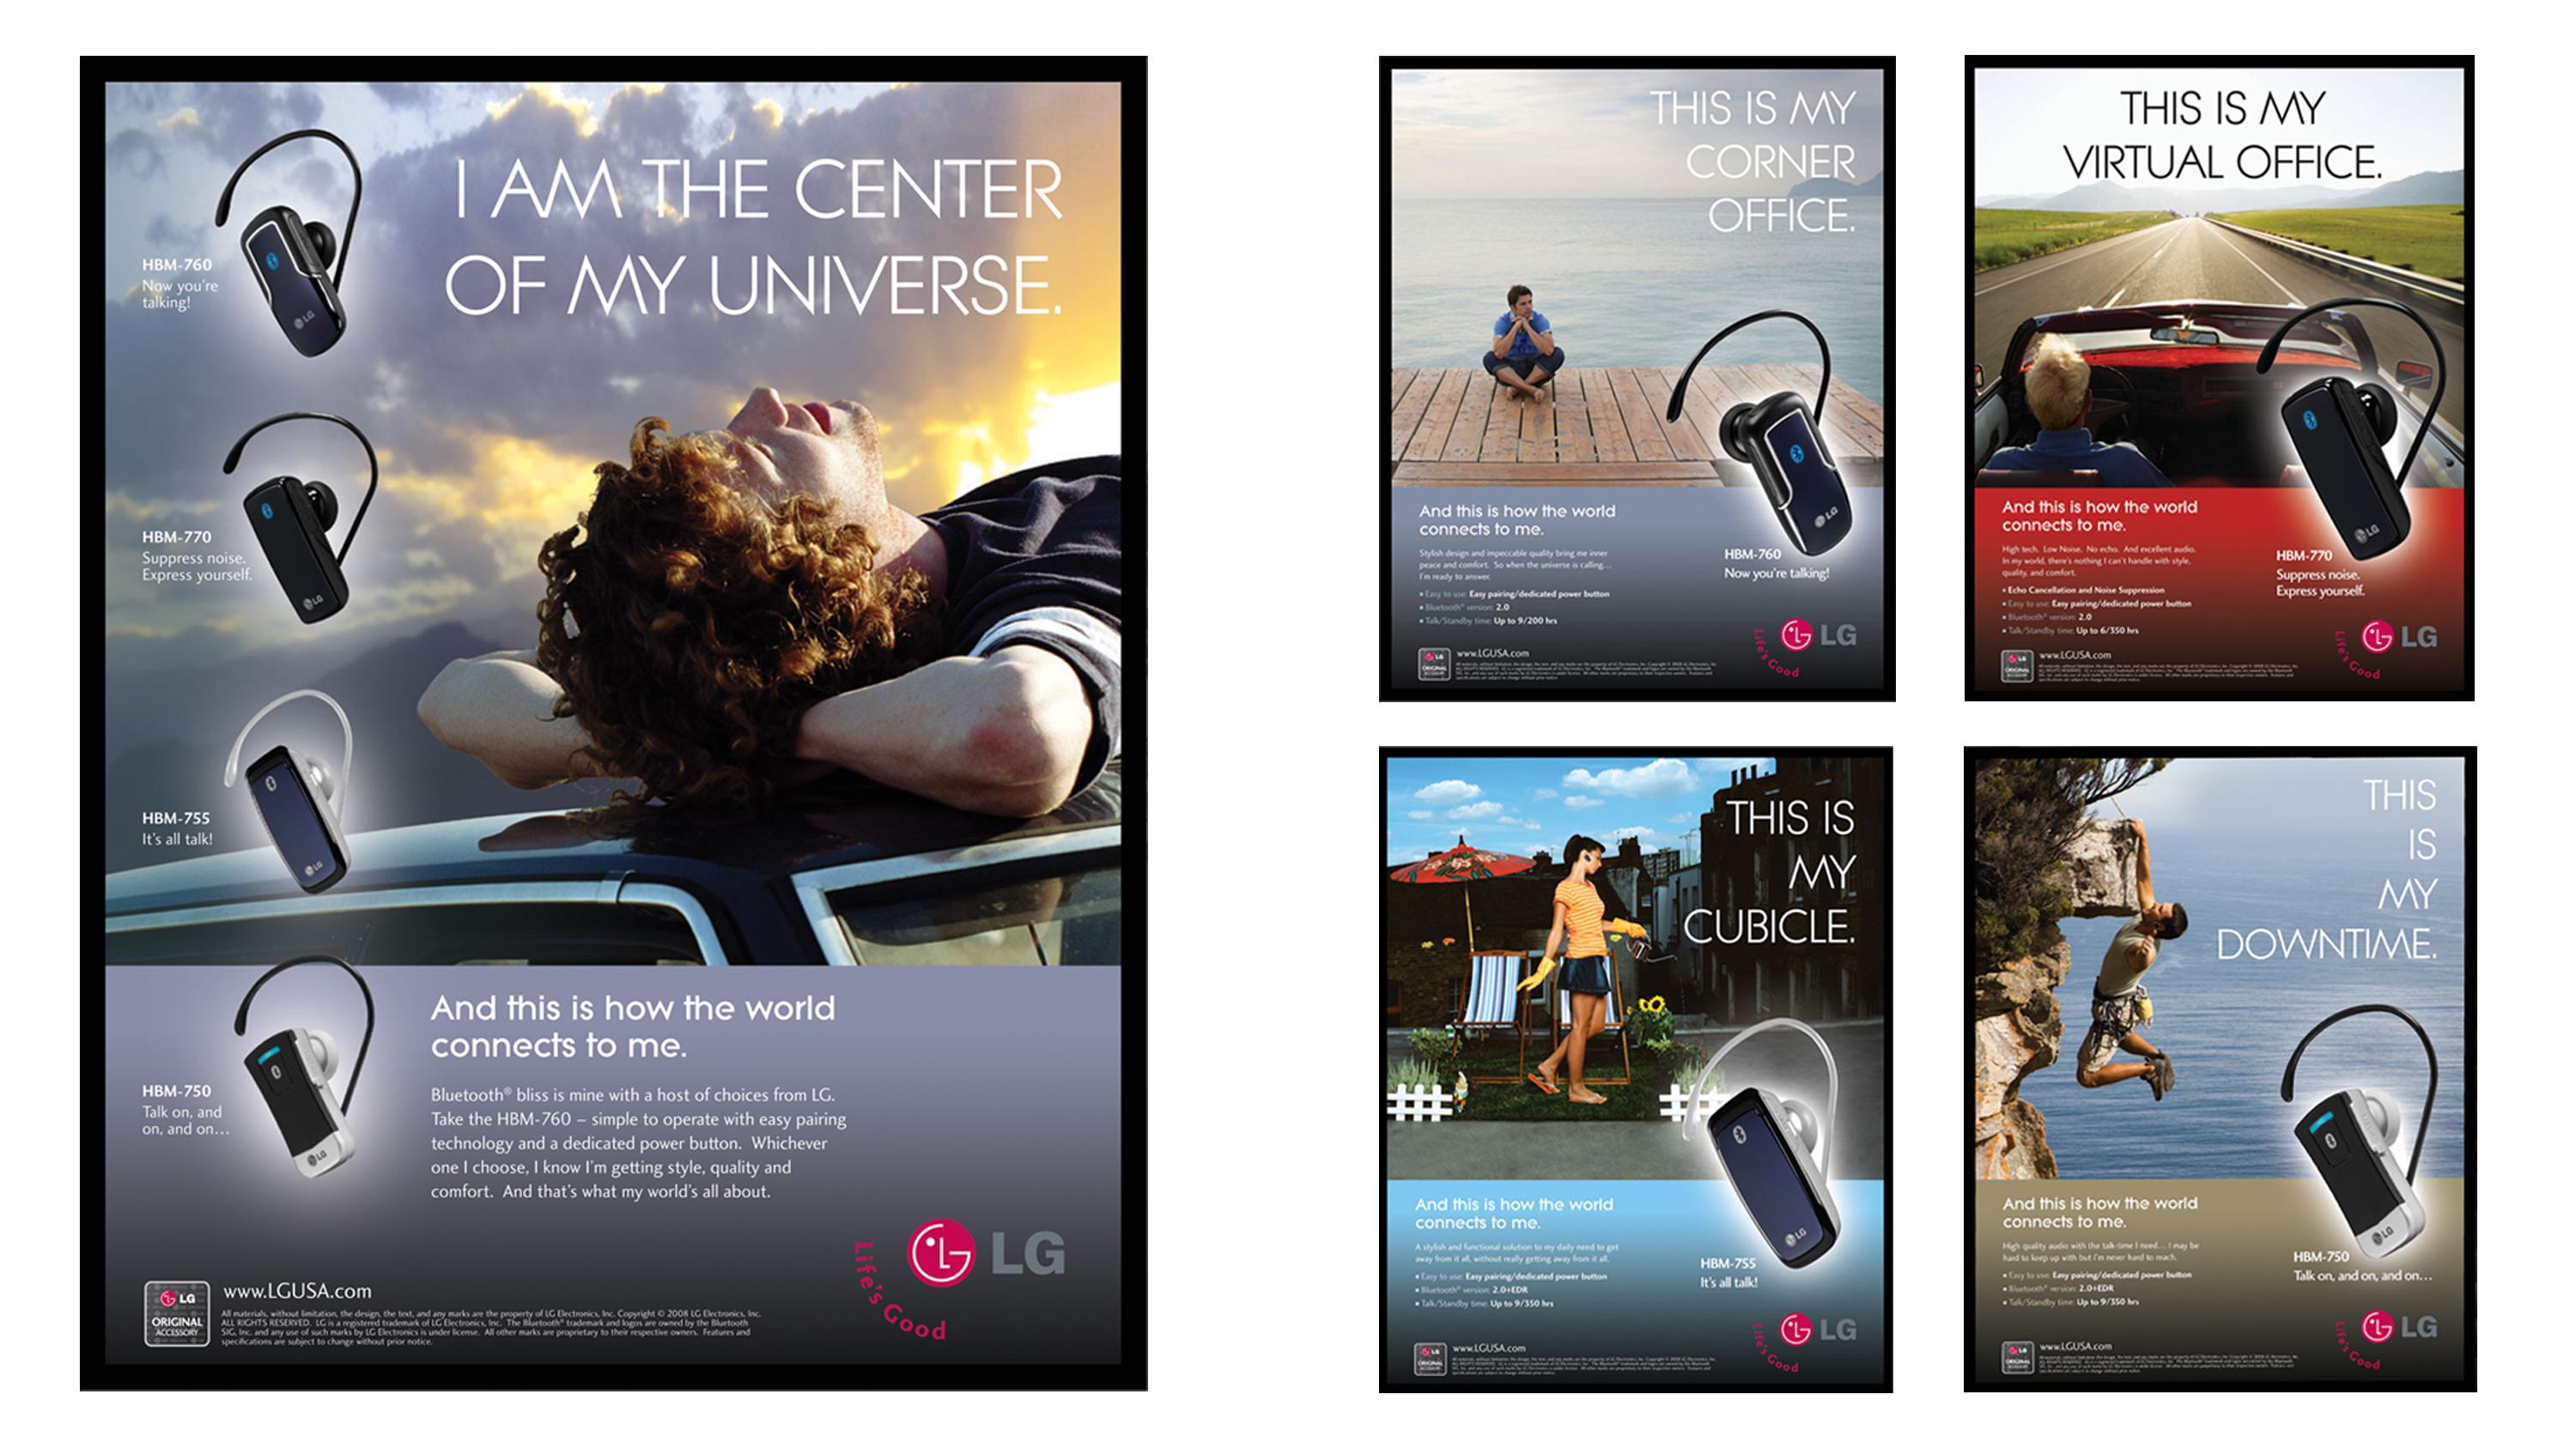 I AM THE CENTER
OF MY UNIVERSE.
HBM-760
Now you're
talking!
LG
HBM-770
Suppress noise.
Express yourself.
LG
HBM-755
It's all talk!
LG
HBM-750
Talk on, and
on, and on...
LG
And this is how the world
connects to me.
Bluetooth® bliss is mine with a host of choices from LG.
Take the HBM-760 – simple to operate with easy pairing
technology and a dedicated power button. Whichever
one I choose, I know I'm getting style, quality and
comfort. And that's what my world's all about.
LG
Life's Good
LG
ORIGINAL
ACCESSORY
www.LGUSA.com
All materials, without limitation, the design, the text, and any marks are the property of LG Electronics, Inc. Copyright © 2008 LG Electronics, Inc.
ALL RIGHTS RESERVED. LG is a registered trademark of LG Electronics, Inc. The Bluetooth® trademark and logos are owned by the Bluetooth
SIG, Inc. and any use of such marks by LG Electronics is under license. All other marks are proprietary to their respective owners. Features and
specifications are subject to change without prior notice.
THIS IS MY
CORNER
OFFICE.
LG
And this is how the world
connects to me.
Stylish design and impeccable quality bring me inner
peace and comfort. So when the universe is calling...
I'm ready to answer.
▪ Easy to use: Easy pairing/dedicated power button
▪ Bluetooth® version: 2.0
▪ Talk/Standby time: Up to 9/200 hrs
HBM-760
Now you're talking!
LG
Life's Good
LG
ORIGINAL
ACCESSORY
www.LGUSA.com
THIS IS MY
VIRTUAL OFFICE.
LG
And this is how the world
connects to me.
High tech. Low Noise. No echo. And excellent audio.
In my world, there's nothing I can't handle with style,
quality, and comfort.
▪ Echo Cancellation and Noise Suppression
▪ Easy to use: Easy pairing/dedicated power button
▪ Bluetooth® version: 2.0
▪ Talk/Standby time: Up to 6/350 hrs
HBM-770
Suppress noise.
Express yourself.
LG
Life's Good
LG
ORIGINAL
ACCESSORY
www.LGUSA.com
THIS IS
MY
CUBICLE.
LG
And this is how the world
connects to me.
A stylish and functional solution to my daily need to get
away from it all, without really getting away from it all.
▪ Easy to use: Easy pairing/dedicated power button
▪ Bluetooth® version: 2.0+EDR
▪ Talk/Standby time: Up to 9/350 hrs
HBM-755
It's all talk!
LG
Life's Good
LG
ORIGINAL
ACCESSORY
www.LGUSA.com
THIS
IS
MY
DOWNTIME.
LG
And this is how the world
connects to me.
High quality audio with the talk-time I need... I may be
hard to keep up with but i'm never hard to reach.
▪ Easy to use: Easy pairing/dedicated power button
▪ Bluetooth® version: 2.0+EDR
▪ Talk/Standby time: Up to 9/350 hrs
HBM-750
Talk on, and on, and on...
LG
Life's Good
LG
ORIGINAL
ACCESSORY
www.LGUSA.com